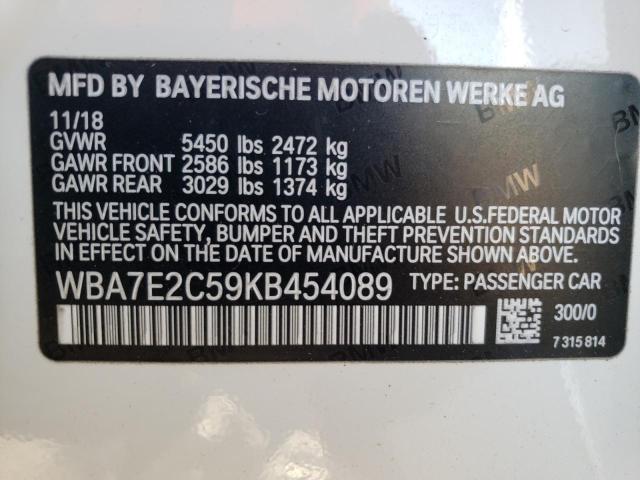 MFD BY BAYERISCHE MOTOREN WERKE AG
11/18
GVWR 5450 lbs 2472 kg
GAWR FRONT 2586 lbs 1173 kg
GAWR REAR 3029 lbs 1374 kg
THIS VEHICLE CONFORMS TO ALL APPLICABLE U.S.FEDERAL MOTOR
VEHICLE SAFETY, BUMPER AND THEFT PREVENTION STANDARDS
IN EFFECT ON THE DATE OF MANUFACTURE SHOWN ABOVE.
WBA7E2C59KB454089 TYPE: PASSENGER CAR
300/0
7 315 814
BMW
BMW
BMW